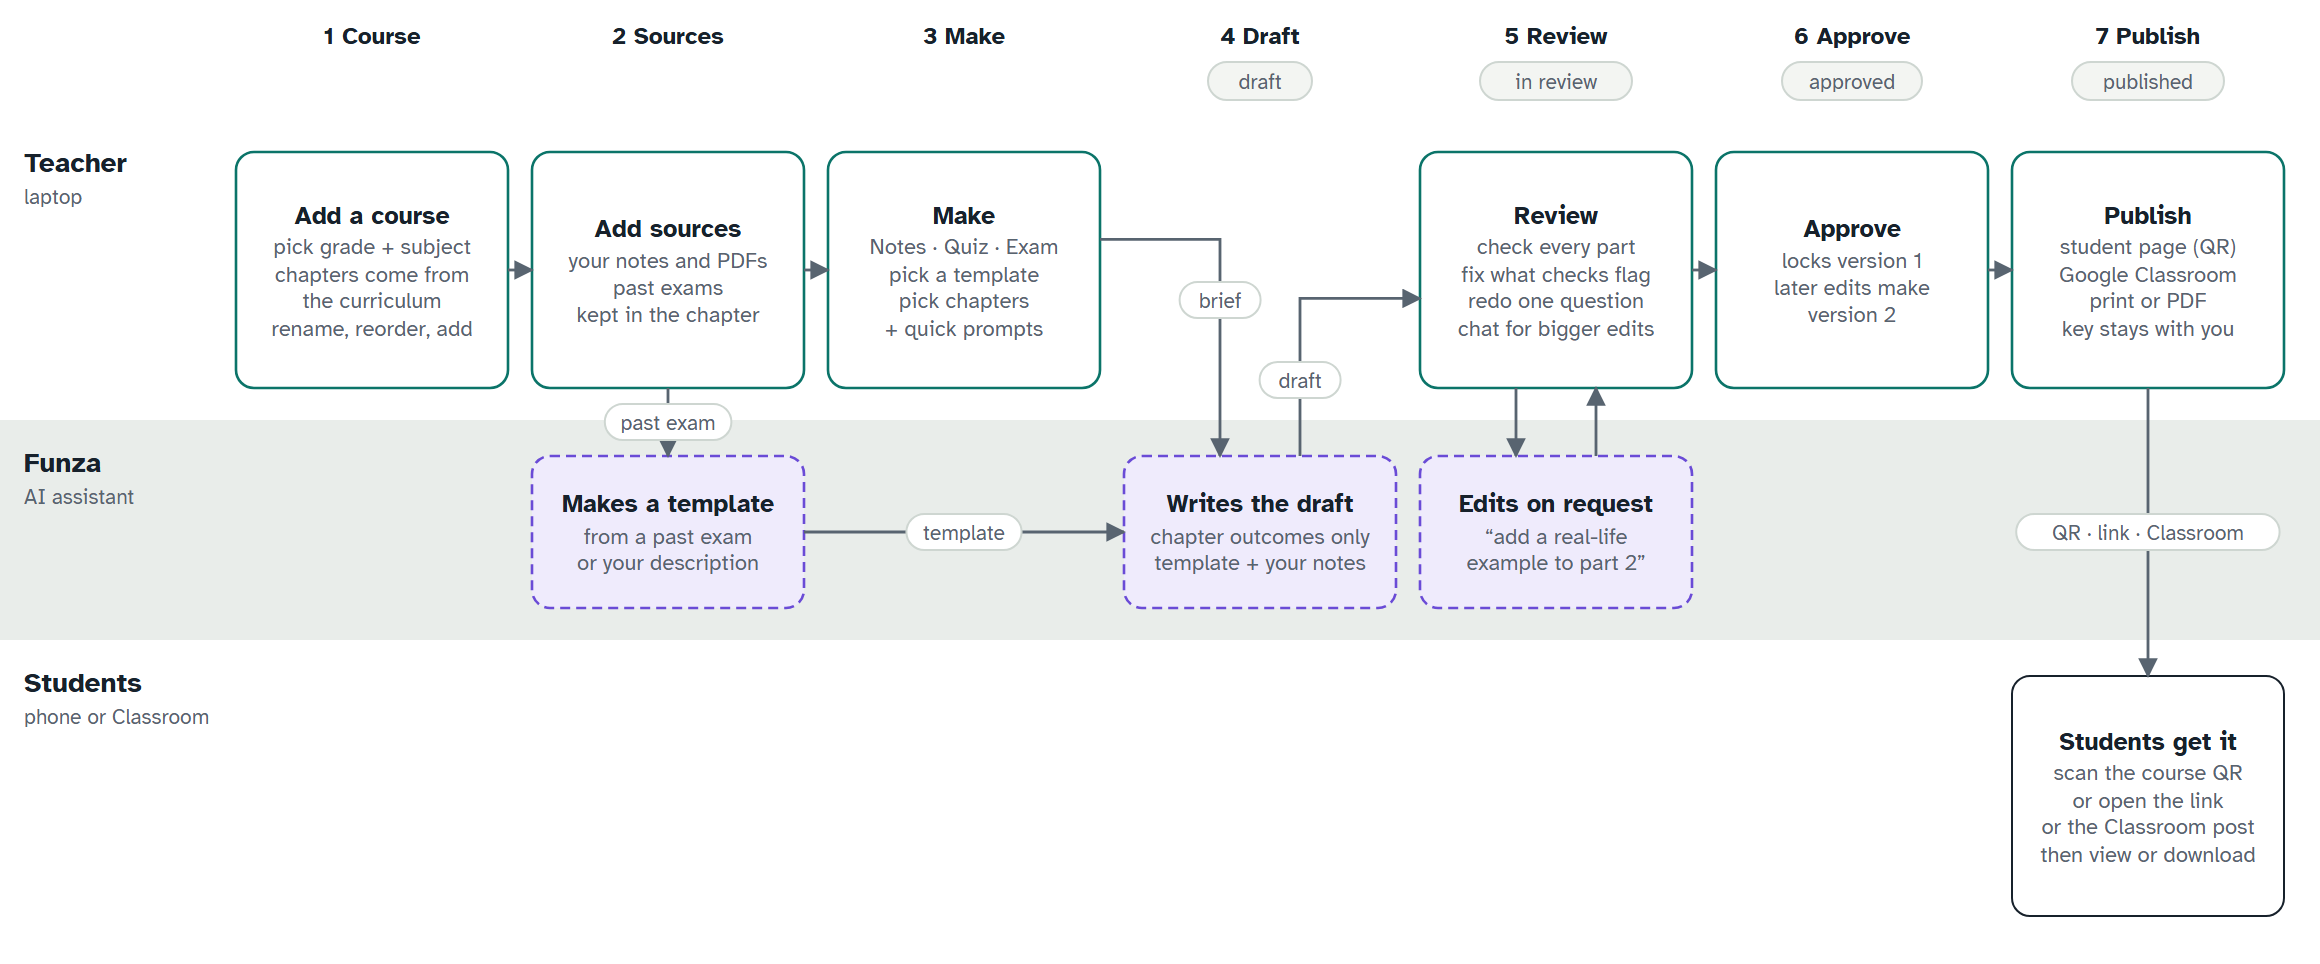 1 Course
2 Sources
3 Make
4 Draft
5 Review
6 Approve
7 Publish
draft
in review
approved
published
Teacher
laptop
Add a course
pick grade + subject
chapters come from
the curriculum
rename, reorder, add
Add sources
your notes and PDFs
past exams
kept in the chapter
Make
Notes · Quiz · Exam
pick a template
pick chapters
+ quick prompts
brief
draft
Review
check every part
fix what checks flag
redo one question
chat for bigger edits
Approve
locks version 1
later edits make
version 2
Publish
student page (QR)
Google Classroom
print or PDF
key stays with you
past exam
Funza
AI assistant
Makes a template
from a past exam
or your description
template
Writes the draft
chapter outcomes only
template + your notes
Edits on request
“add a real-life
example to part 2”
QR · link · Classroom
Students
phone or Classroom
Students get it
scan the course QR
or open the link
or the Classroom post
then view or download